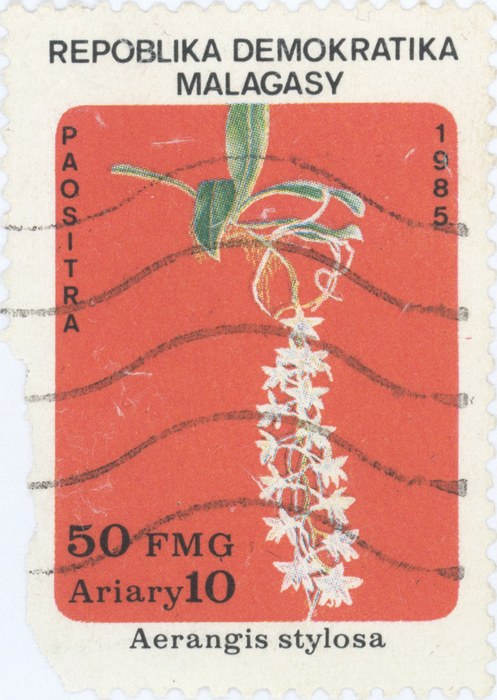 REPOBLIKA DEMOKRATIKA
MALAGASY
PAOSITRA
1985
50 FMG
Ariary10
Aerangis stylosa